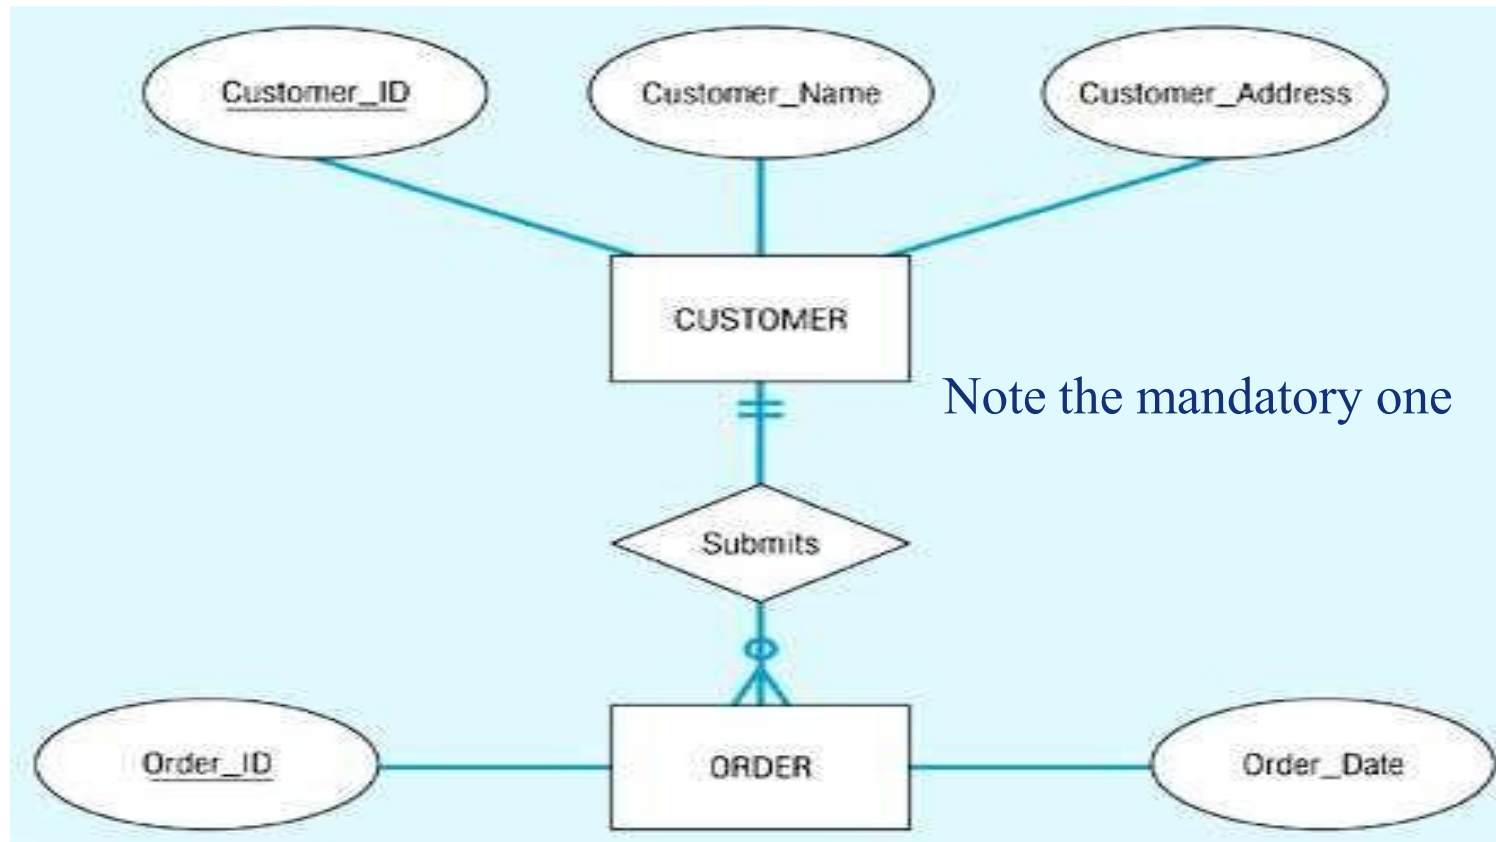 Customer_ID
Customer_Name
Customer_Address
CUSTOMER
Note the mandatory one
Submits
Order_ID
ORDER
Order_Date